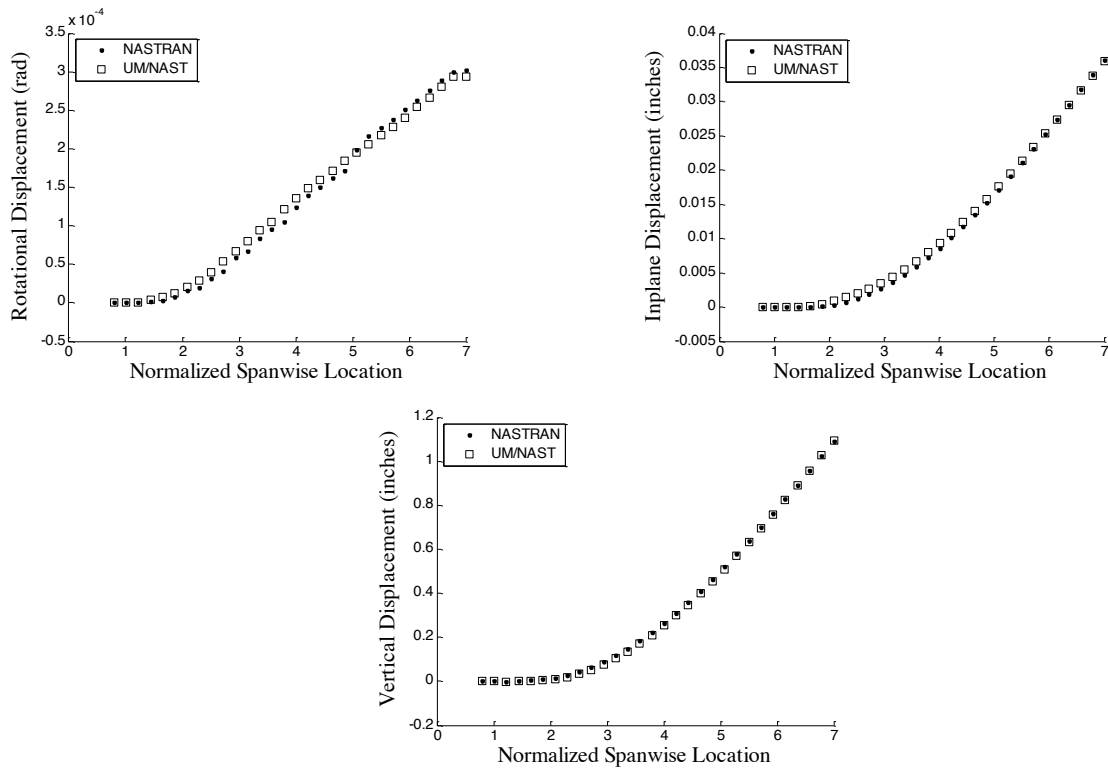 x 10-4
3.5
3
2.5
2
1.5
1
0.5
0
-0.5
Rotational Displacement (rad)
NASTRAN
UM/NAST
0 1 2 3 4 5 6 7
Normalized Spanwise Location
0.04
0.035
0.03
0.025
0.02
0.015
0.01
0.005
0
-0.005
Inplane Displacement (inches)
NASTRAN
UM/NAST
0 1 2 3 4 5 6 7
Normalized Spanwise Location
1.2
1
0.8
0.6
0.4
0.2
0
-0.2
Vertical Displacement (inches)
NASTRAN
UM/NAST
0 1 2 3 4 5 6 7
Normalized Spanwise Location